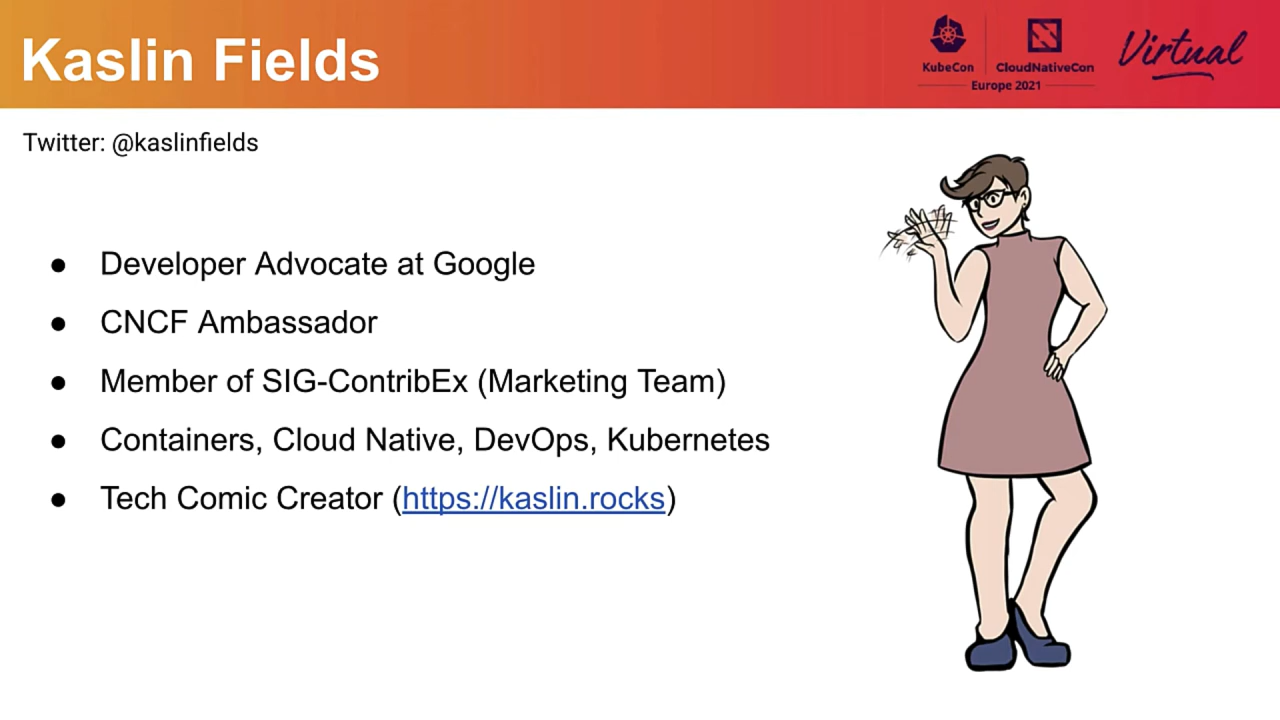 Kaslin Fields
KubeCon
CloudNativeCon
Europe 2021
Virtual
Twitter: @kaslinfields
● Developer Advocate at Google
● CNCF Ambassador
● Member of SIG-ContribEx (Marketing Team)
● Containers, Cloud Native, DevOps, Kubernetes
● Tech Comic Creator (https://kaslin.rocks)